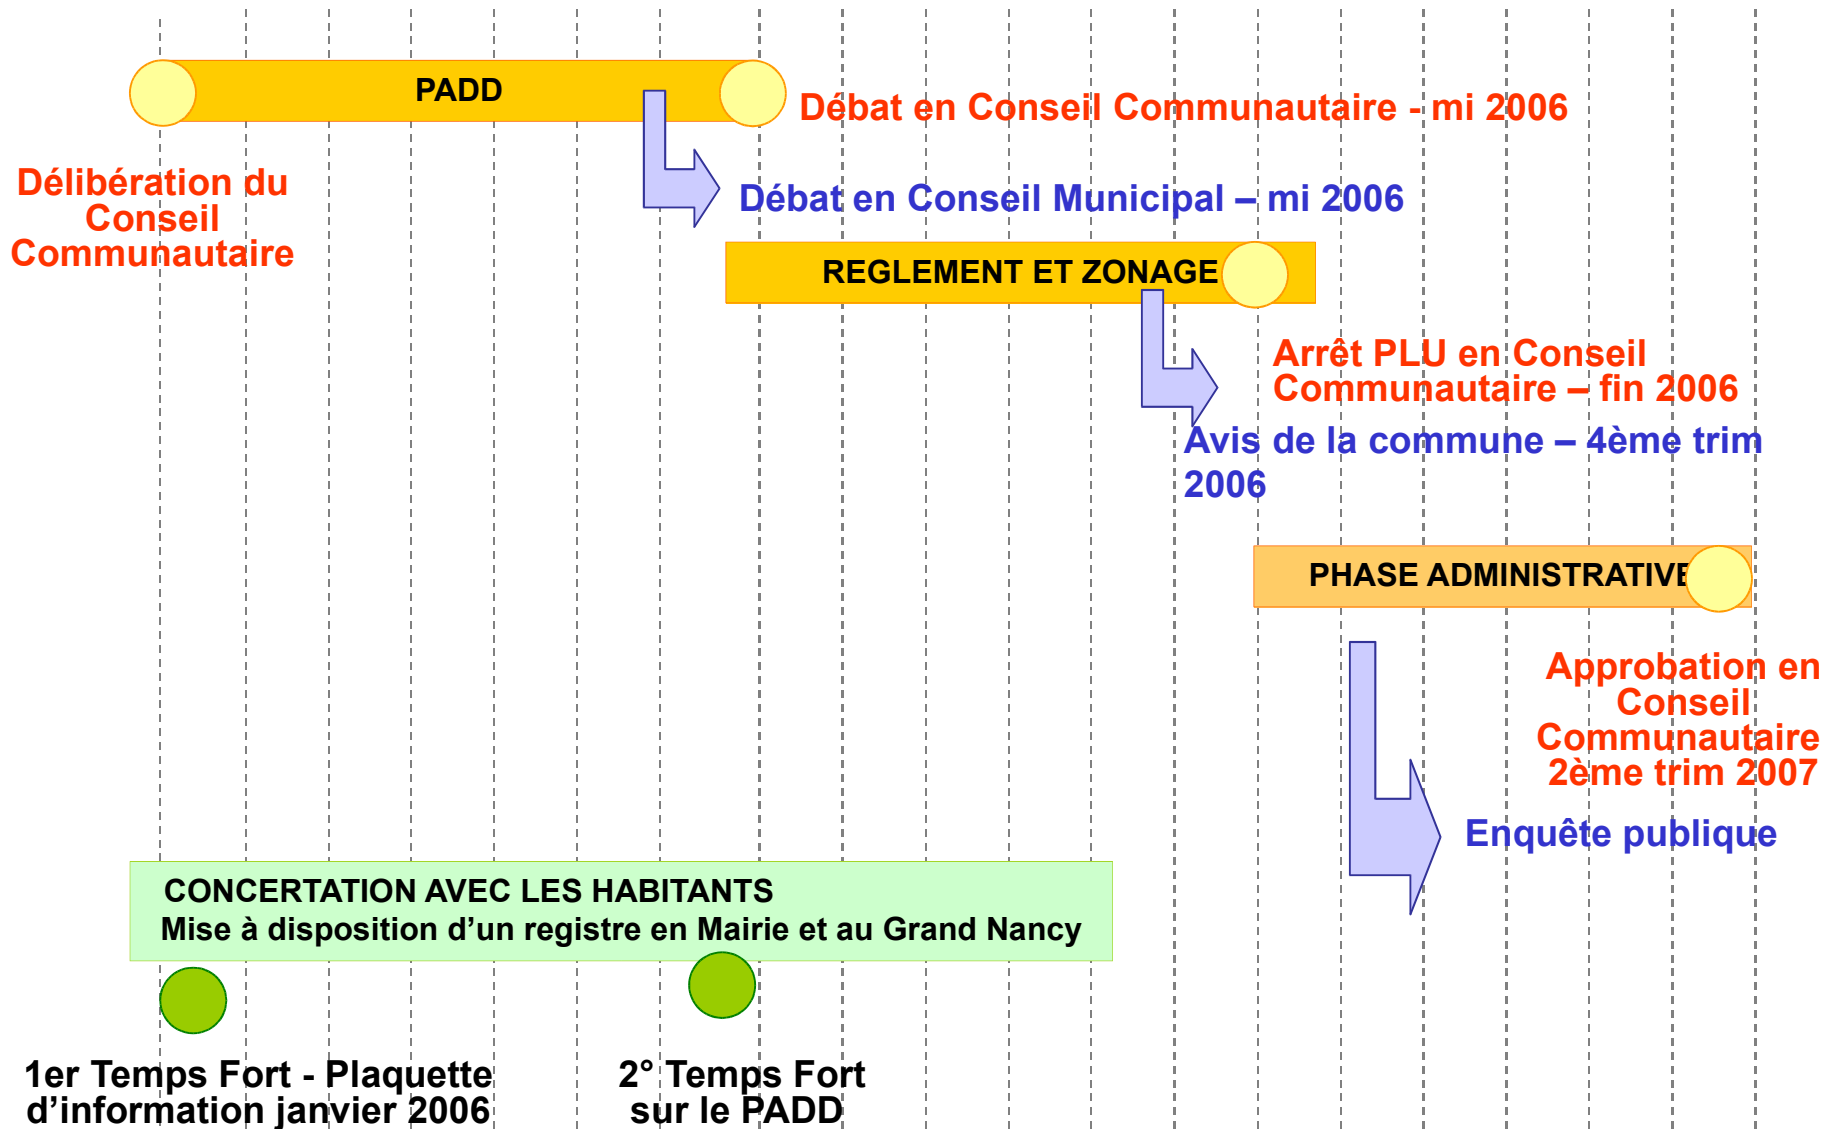 PADD
Débat en Conseil Communautaire - mi 2006
Délibération du
Conseil
Communautaire
Débat en Conseil Municipal – mi 2006
REGLEMENT ET ZONAGE
Arrêt PLU en Conseil
Communautaire – fin 2006
Avis de la commune – 4ème trim
2006
PHASE ADMINISTRATIVE
Approbation en
Conseil
Communautaire
2ème trim 2007
Enquête publique
CONCERTATION AVEC LES HABITANTS
Mise à disposition d’un registre en Mairie et au Grand Nancy
1er Temps Fort - Plaquette
d’information janvier 2006
2° Temps Fort
sur le PADD